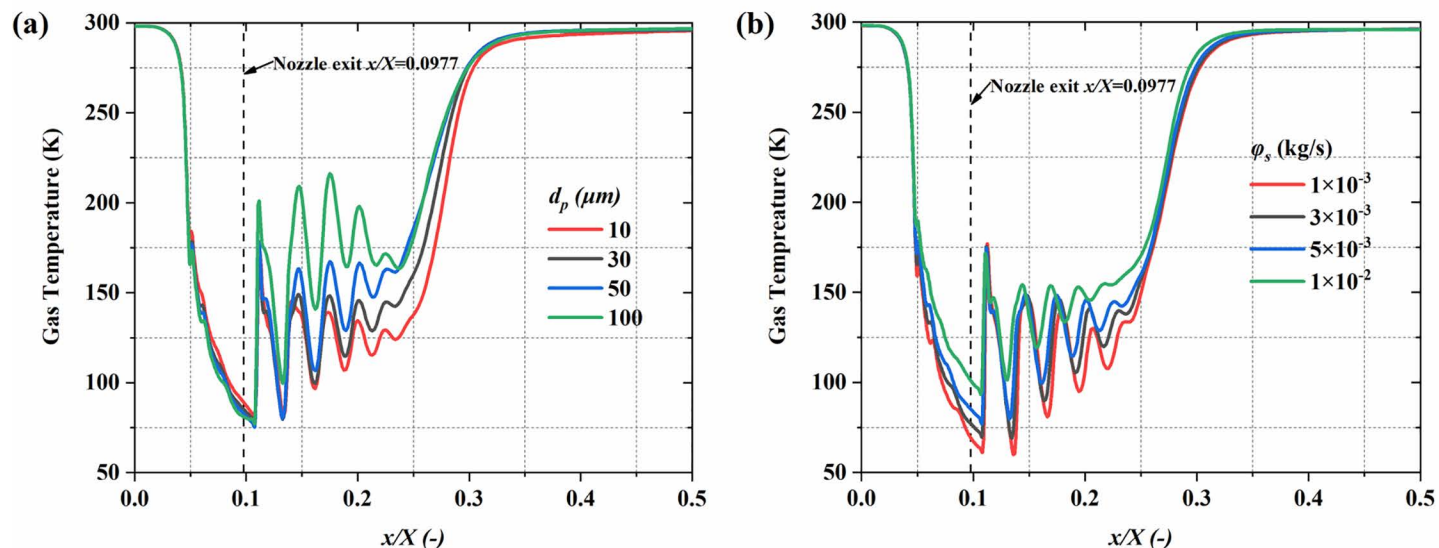 (a)
Gas Temperature (K)
300
250
200
150
100
50
Nozzle exit x/X=0.0977
d_p (μm)
10
30
50
100
0.0 0.1 0.2 0.3 0.4 0.5
x/X (-)
(b)
Gas Tempreature (K)
300
250
200
150
100
50
Nozzle exit x/X=0.0977
φ_s (kg/s)
1×10⁻³
3×10⁻³
5×10⁻³
1×10⁻²
0.0 0.1 0.2 0.3 0.4 0.5
x/X (-)